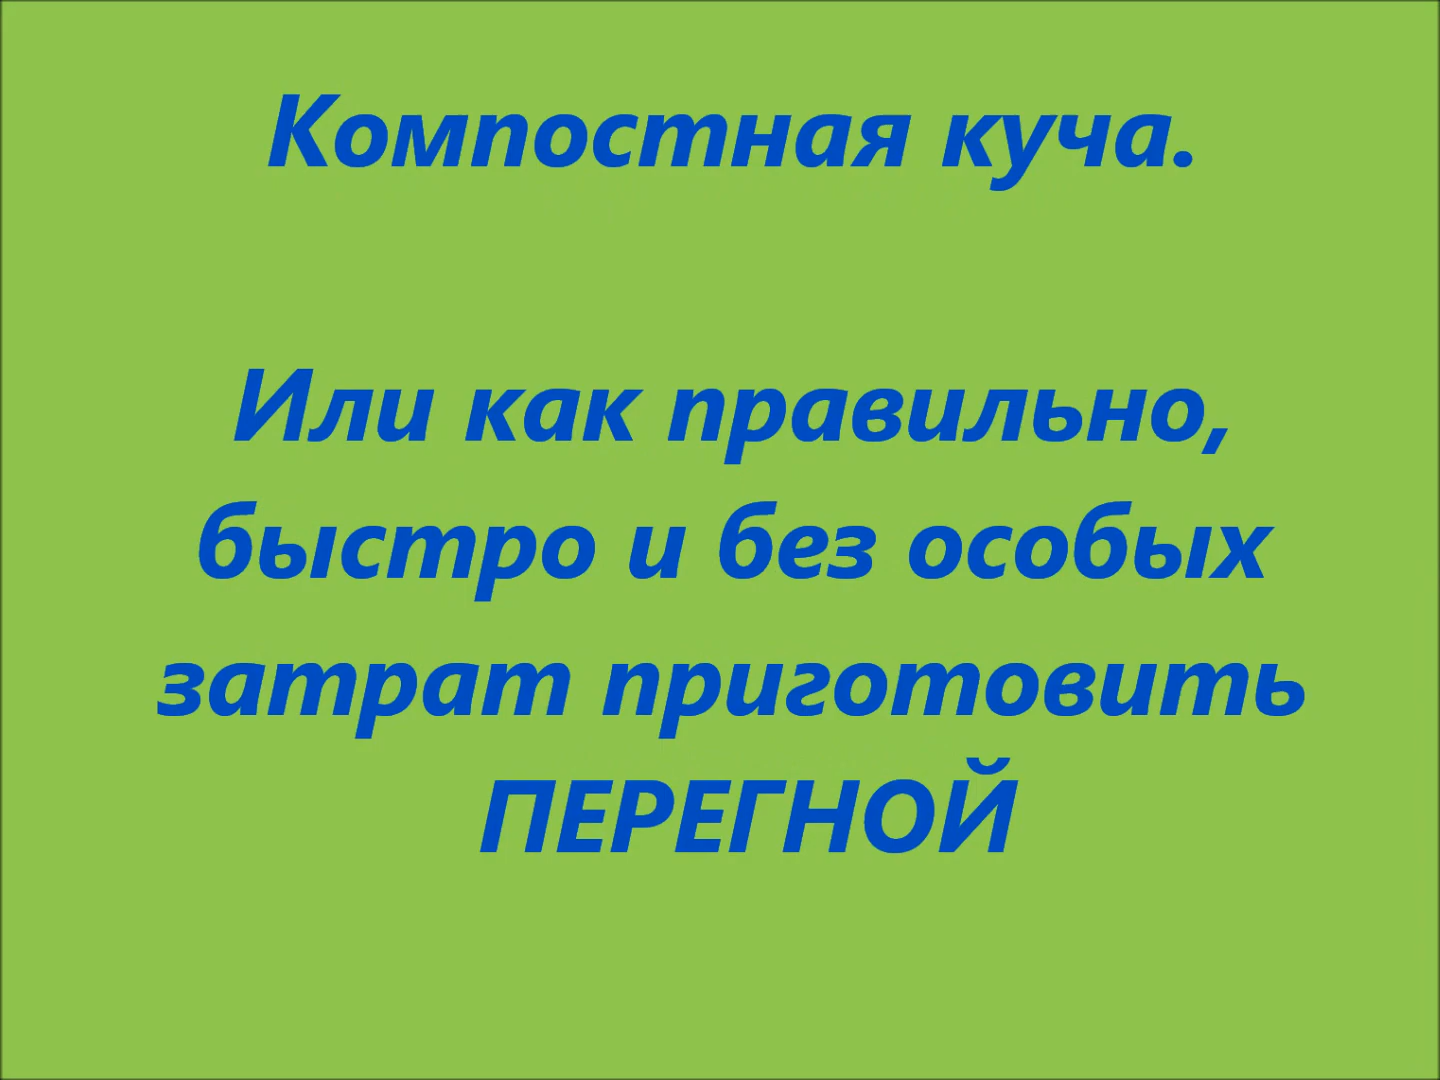 Компостная куча.
Или как правильно,
быстро и без особых
затрат приготовить
ПЕРЕГНОЙ